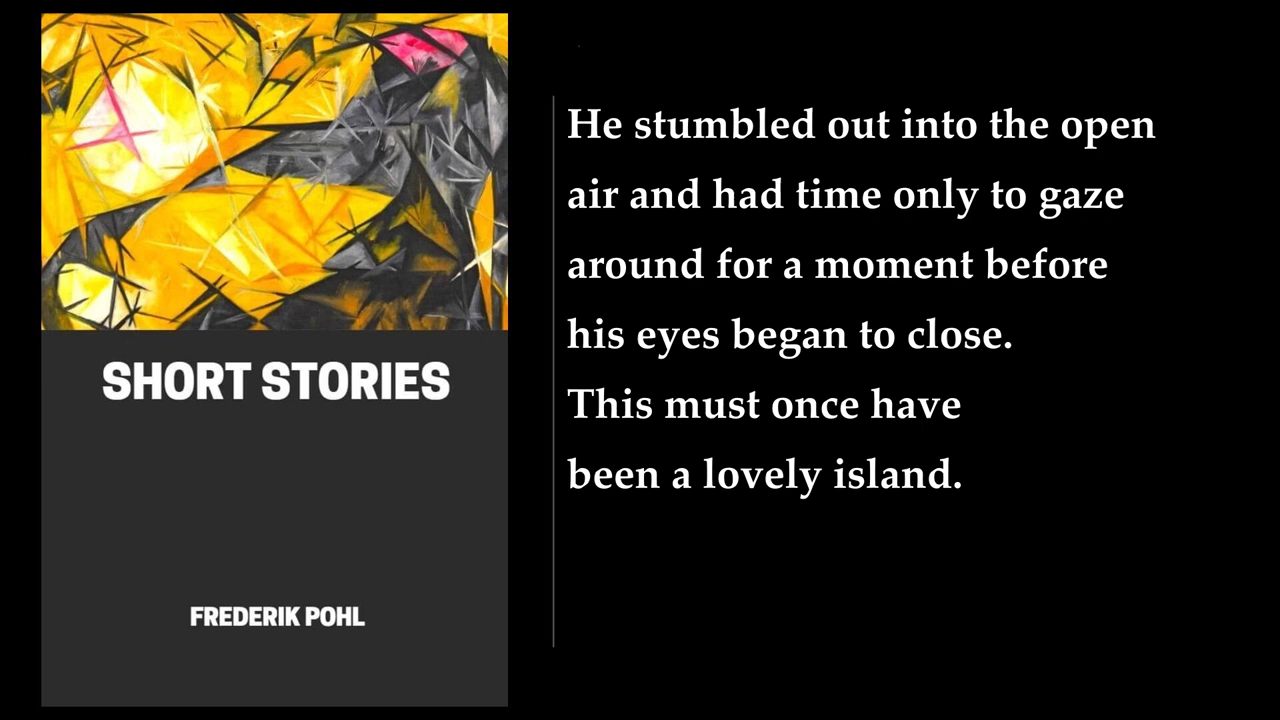 SHORT STORIES
FREDERIK POHL
He stumbled out into the open
air and had time only to gaze
around for a moment before
his eyes began to close.
This must once have
been a lovely island.